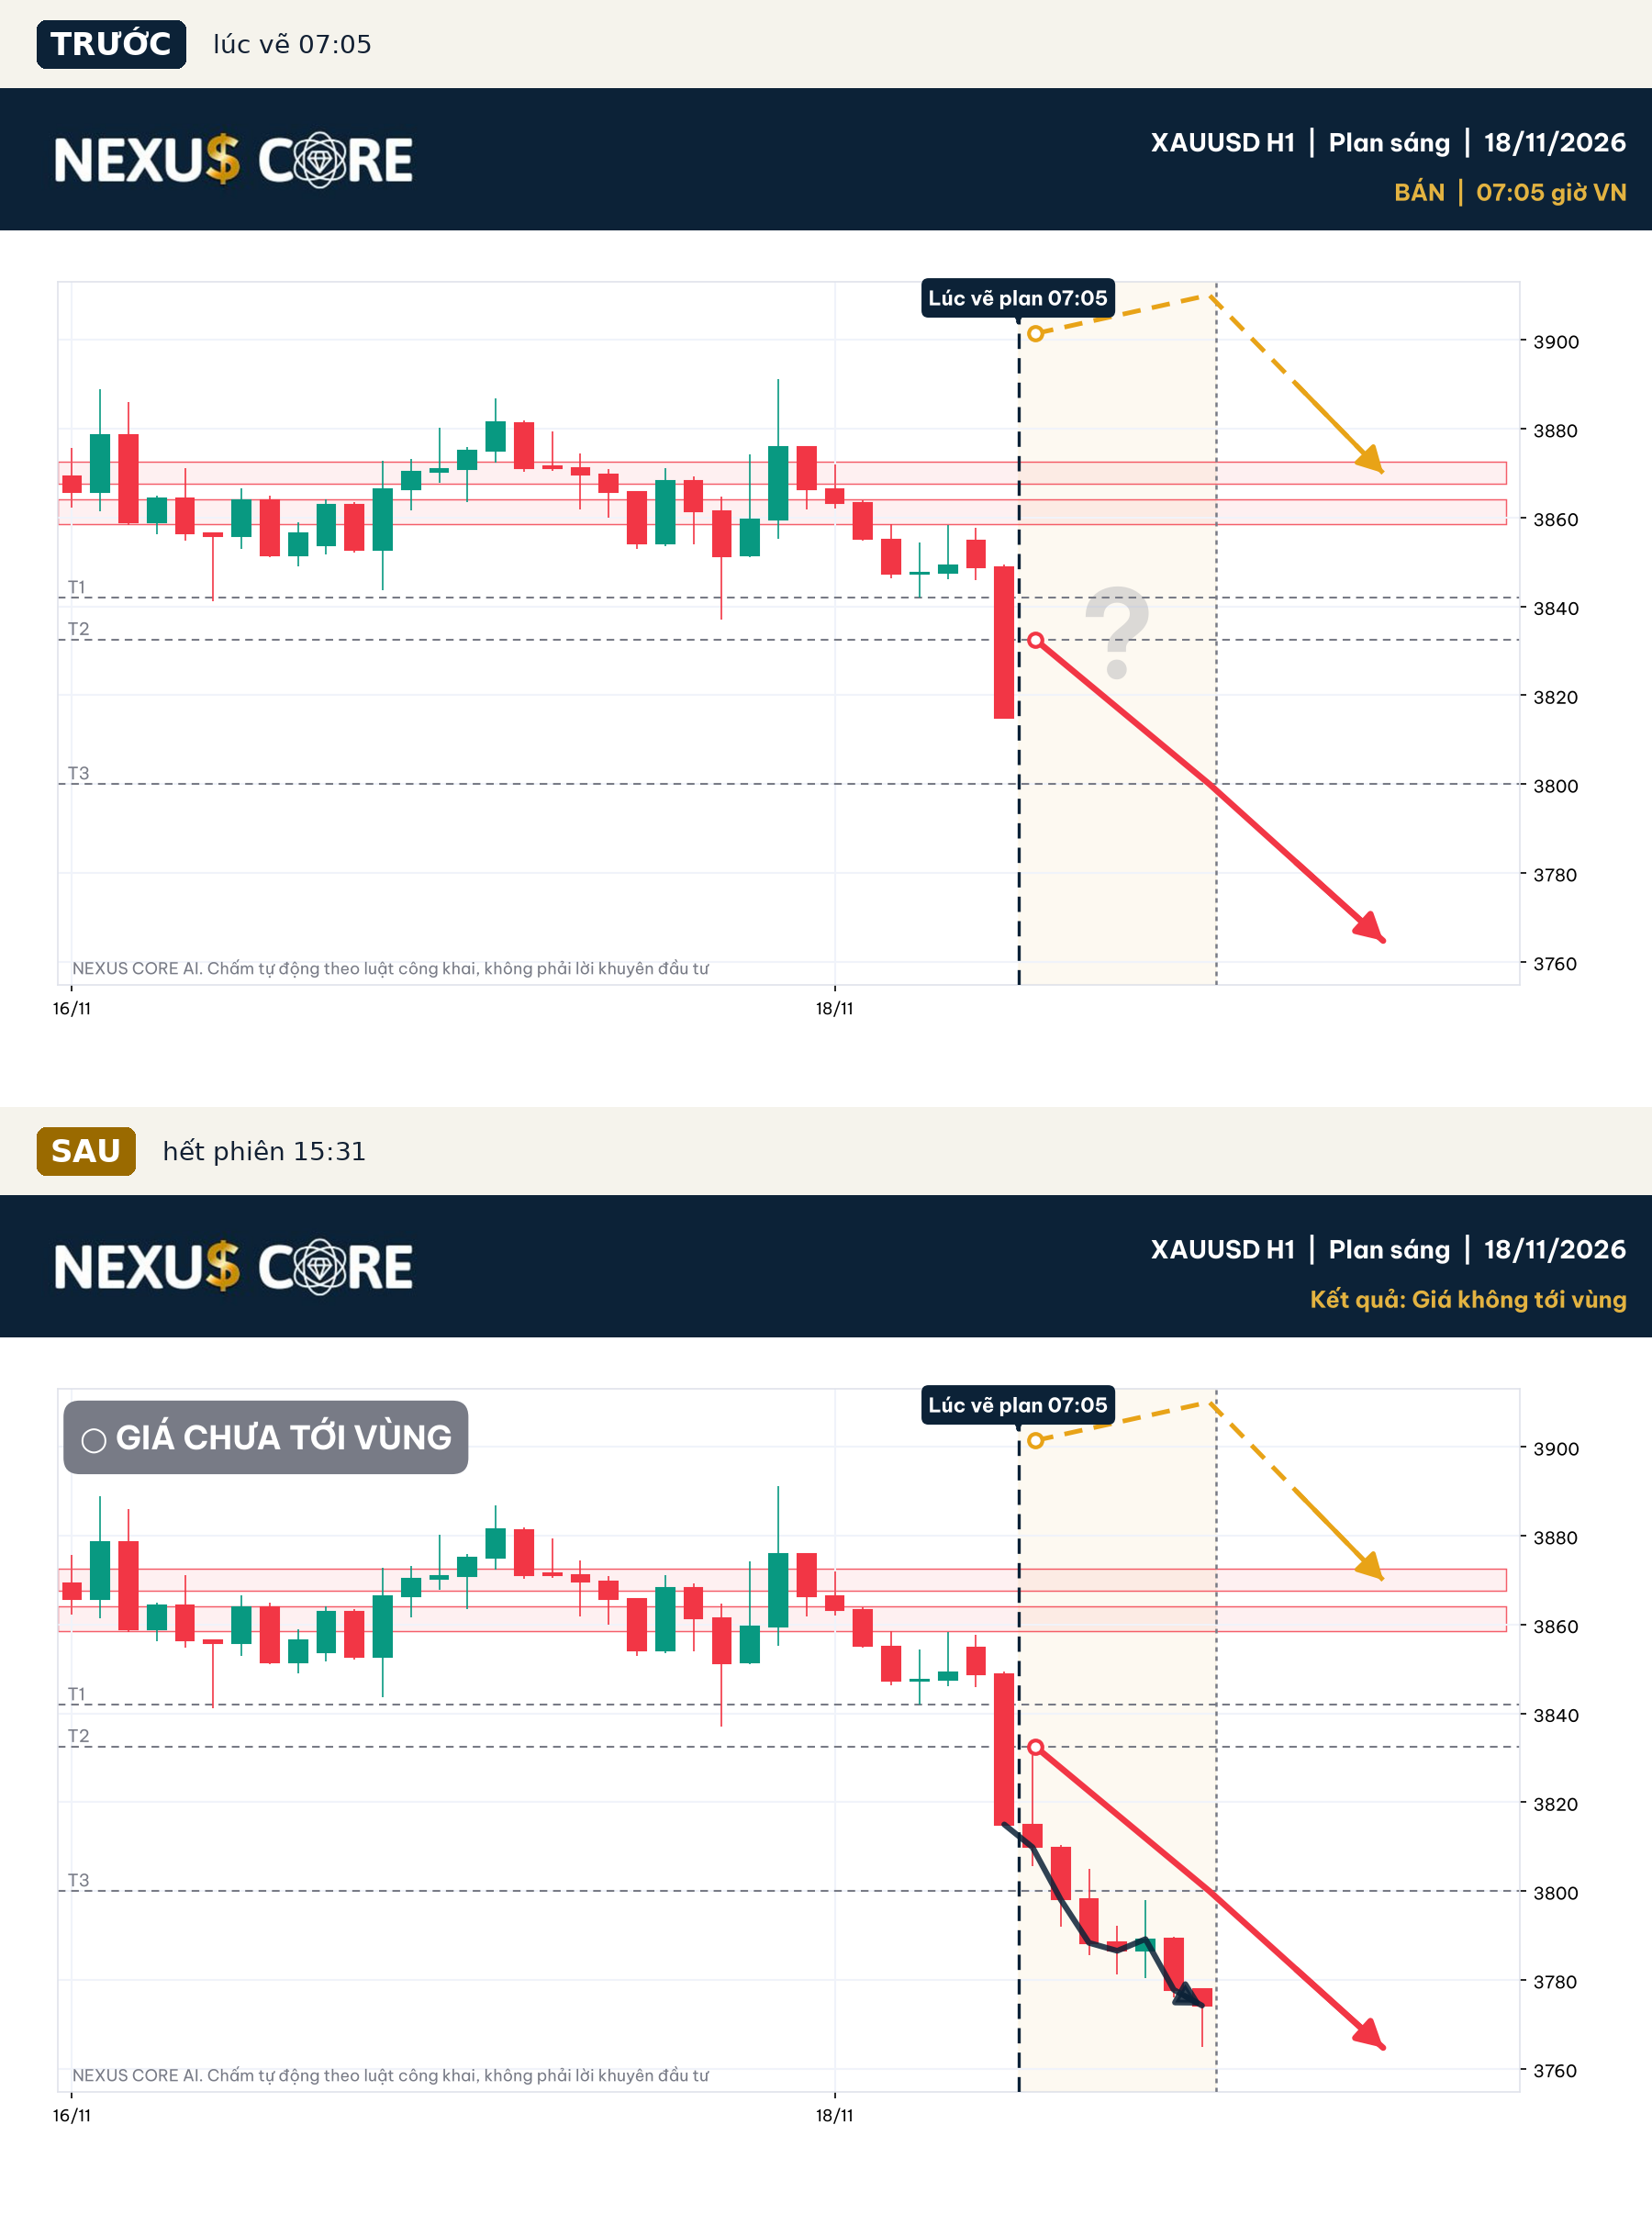 TRƯỚC lúc vẽ 07:05
NEXU$ CORE
XAUUSD H1 | Plan sáng | 18/11/2026
BÁN | 07:05 giờ VN
Lúc vẽ plan 07:05
3900
3880
3860
T1
3840
T2
?
3820
T3
3800
3780
3760
NEXUS CORE AI. Chấm tự động theo luật công khai, không phải lời khuyên đầu tư
16/11
18/11
SAU hết phiên 15:31
NEXU$ CORE
XAUUSD H1 | Plan sáng | 18/11/2026
Kết quả: Giá không tới vùng
Lúc vẽ plan 07:05
○ GIÁ CHƯA TỚI VÙNG
3900
3880
3860
T1
3840
T2
3820
T3
3800
3780
3760
NEXUS CORE AI. Chấm tự động theo luật công khai, không phải lời khuyên đầu tư
16/11
18/11